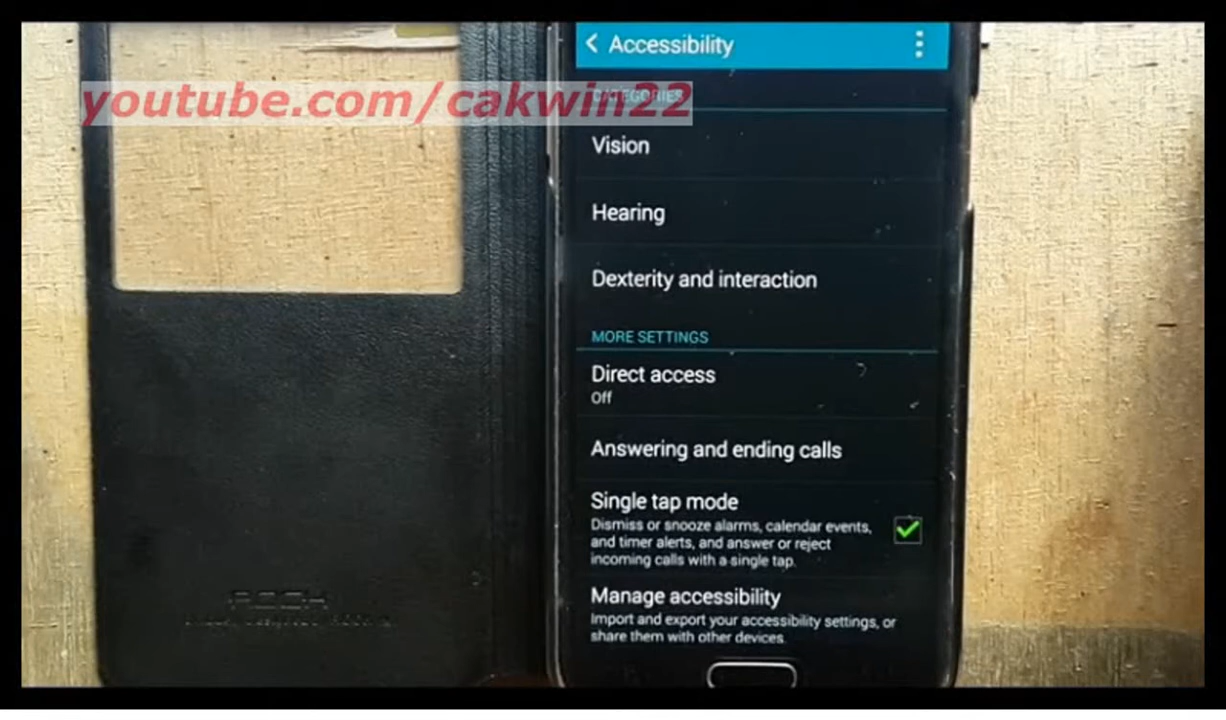 Accessibility
youtube.com/cakwin22
CATEGORIES
Vision
Hearing
Dexterity and interaction
MORE SETTINGS
Direct access
Off
Answering and ending calls
Single tap mode
Dismiss or snooze alarms, calendar events,
and timer alerts, and answer or reject
incoming calls with a single tap.
Manage accessibility
Import and export your accessibility settings, or
share them with other devices.